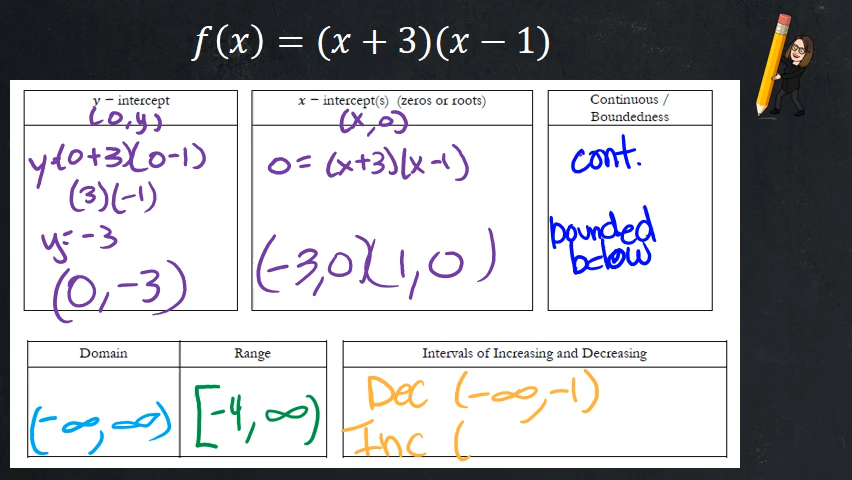 f(x) = (x + 3)(x − 1)
y – intercept
(0,y)
y=(0+3)(0-1)
(3)(-1)
y=-3
(0,-3)
x – intercept(s) (zeros or roots)
(x,0)
0=(x+3)(x-1)
(-3,0)(1,0)
Continuous /
Boundedness
cont.
bounded
below
Domain
(-∞,∞)
Range
[-4,∞)
Intervals of Increasing and Decreasing
Dec (-∞,-1)
Inc (